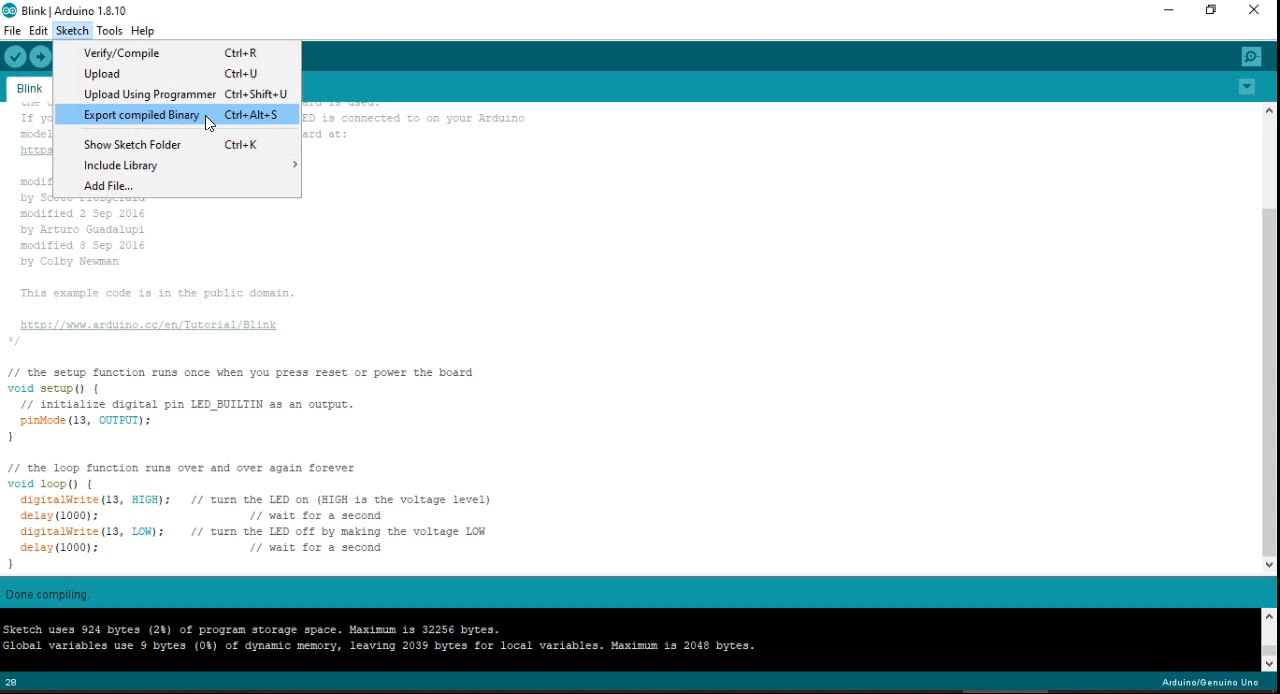 Blink | Arduino 1.8.10
File Edit Sketch Tools Help
Verify/Compile Ctrl+R
Upload Ctrl+U
Upload Using Programmer Ctrl+Shift+U
Export compiled Binary Ctrl+Alt+S
Show Sketch Folder Ctrl+K
Include Library
Add File...
Blink
the is used.
If yo ED is connected to on your Arduino
model ard at:
https
modif
by Scott Fitzgerald
modified 2 Sep 2016
by Arturo Guadalupi
modified 8 Sep 2016
by Colby Newman
This example code is in the public domain.
http://www.arduino.cc/en/Tutorial/Blink
*/
// the setup function runs once when you press reset or power the board
void setup() {
// initialize digital pin LED_BUILTIN as an output.
pinMode(13, OUTPUT);
}
// the loop function runs over and over again forever
void loop() {
digitalWrite(13, HIGH); // turn the LED on (HIGH is the voltage level)
delay(1000); // wait for a second
digitalWrite(13, LOW); // turn the LED off by making the voltage LOW
delay(1000); // wait for a second
}
Done compiling.
Sketch uses 924 bytes (2%) of program storage space. Maximum is 32256 bytes.
Global variables use 9 bytes (0%) of dynamic memory, leaving 2039 bytes for local variables. Maximum is 2048 bytes.
28 Arduino/Genuino Uno